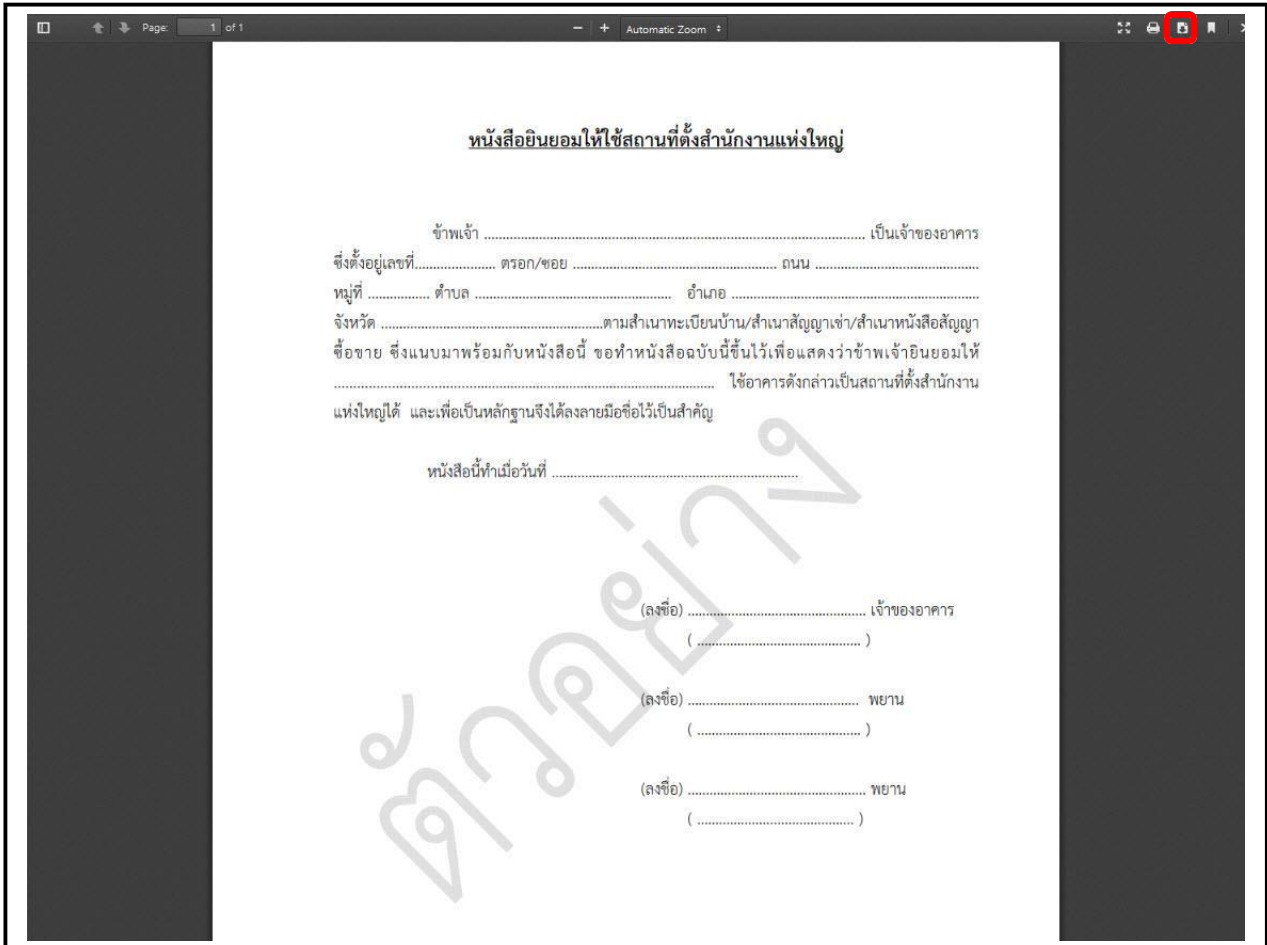 Page: 1 of 1 Automatic Zoom
หนังสือยินยอมให้ใช้สถานที่ตั้งสำนักงานแห่งใหญ่
ข้าพเจ้า .............................................................................................................. เป็นเจ้าของอาคาร
ซึ่งตั้งอยู่เลขที่....................... ตรอก/ซอย .......................................................... ถนน ...............................................
หมู่ที่ ................. ตำบล ........................................................ อำเภอ .......................................................................
จังหวัด ...............................................................ตามสำเนาทะเบียนบ้าน/สำเนาสัญญาเช่า/สำเนาหนังสือสัญญา
ซื้อขาย ซึ่งแนบมาพร้อมกับหนังสือนี้ ขอทำหนังสือฉบับนี้ขึ้นไว้เพื่อแสดงว่าข้าพเจ้ายินยอมให้
............................................................................................................. ใช้อาคารดังกล่าวเป็นสถานที่ตั้งสำนักงาน
แห่งใหญ่ได้ และเพื่อเป็นหลักฐานจึงได้ลงลายมือชื่อไว้เป็นสำคัญ
หนังสือนี้ทำเมื่อวันที่ ......................................................................
(ลงชื่อ) .................................................. เจ้าของอาคาร
( .............................................. )
(ลงชื่อ) ................................................ พยาน
( .............................................. )
(ลงชื่อ) .................................................. พยาน
( ............................................ )
ตัวอย่าง